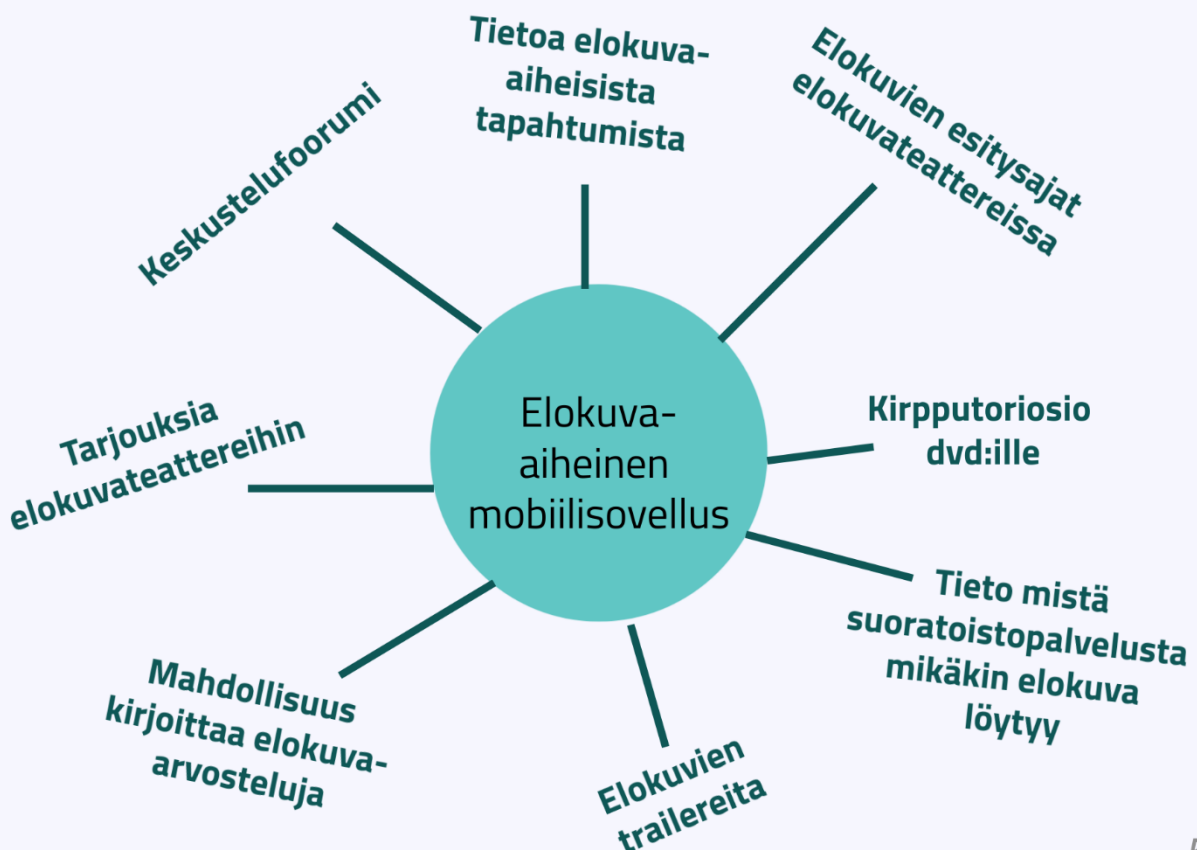 Tietoa elokuva-
aiheisista
tapahtumista
Elokuvien esitysajat
elokuvateattereissa
Keskustelufoorumi
Kirpputoriosio
dvd:ille
Elokuva-
aiheinen
mobiilisovellus
Tarjouksia
elokuvateattereihin
Tieto mistä
suoratoistopalvelusta
mikäkin elokuva
löytyy
Mahdollisuus
kirjoittaa elokuva-
arvosteluja
Elokuvien
trailereita